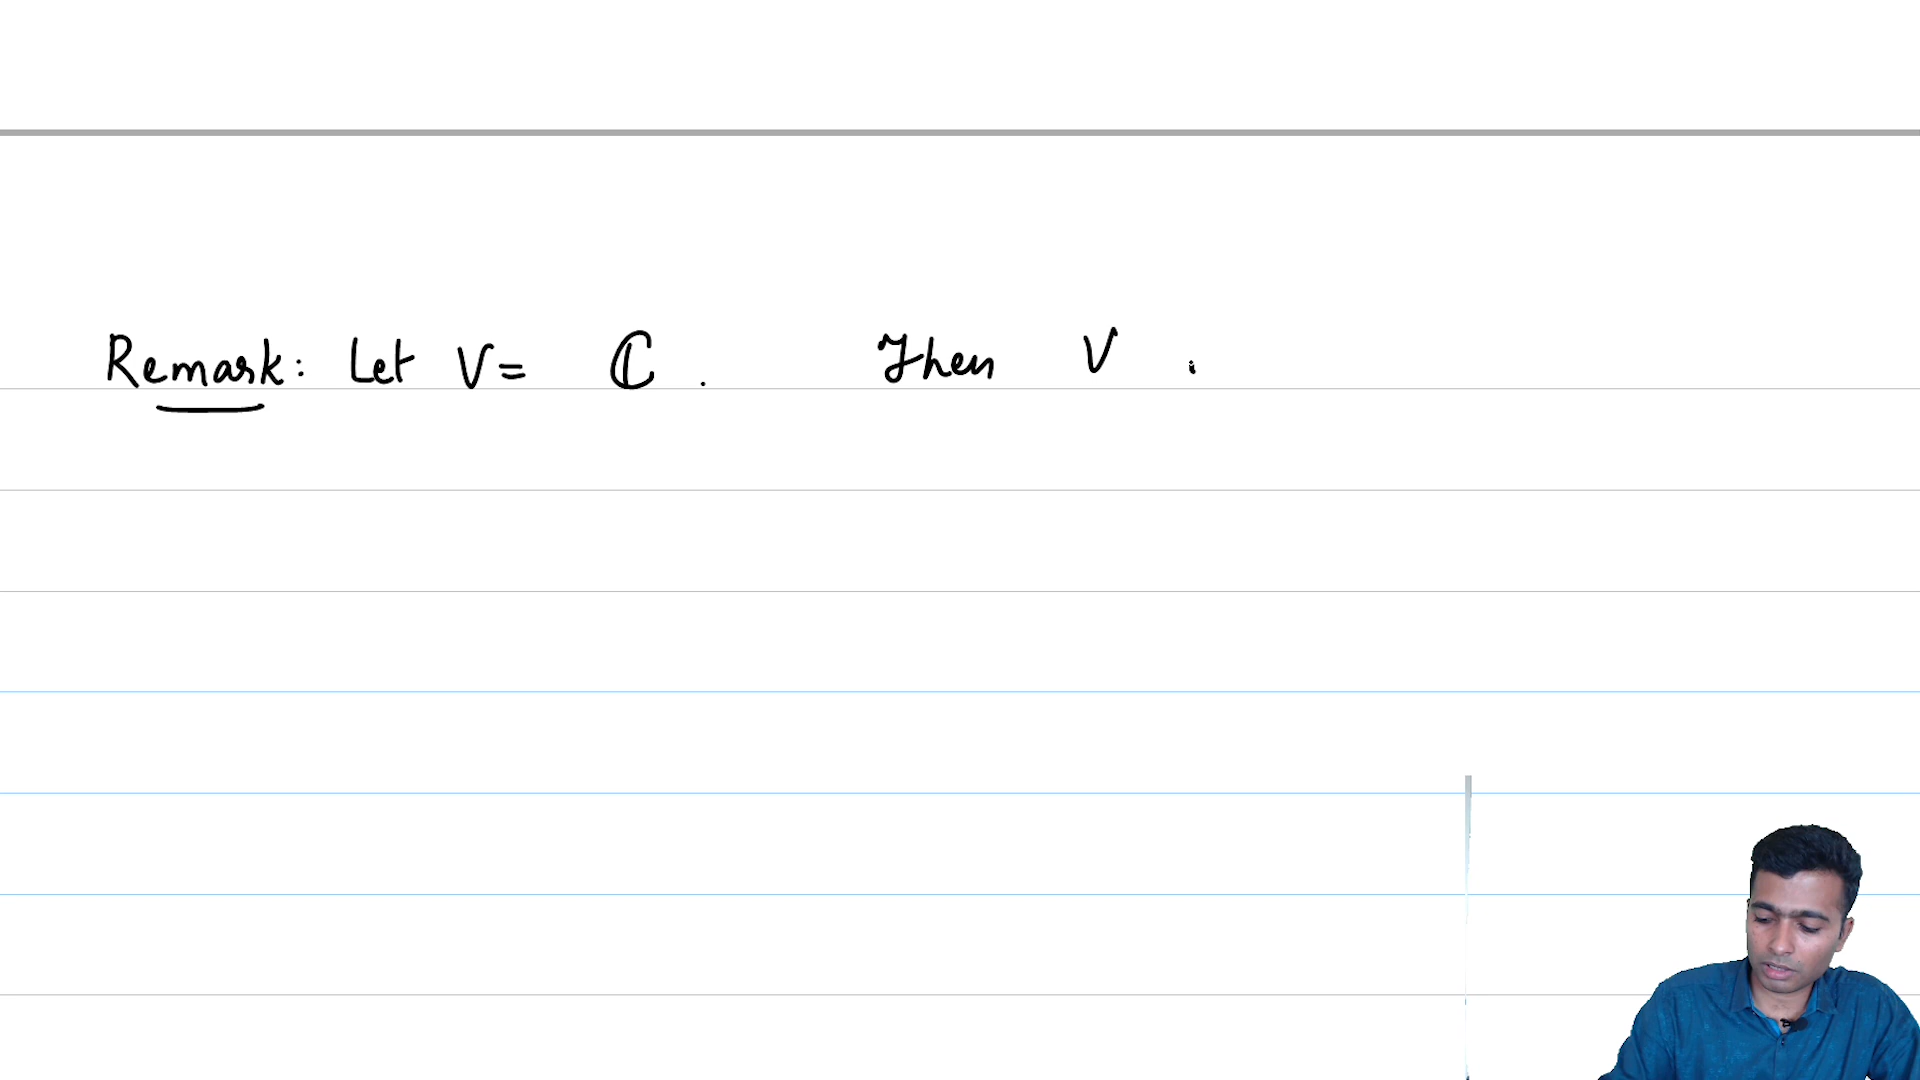 Remark: Let V = ℂ. Then V i